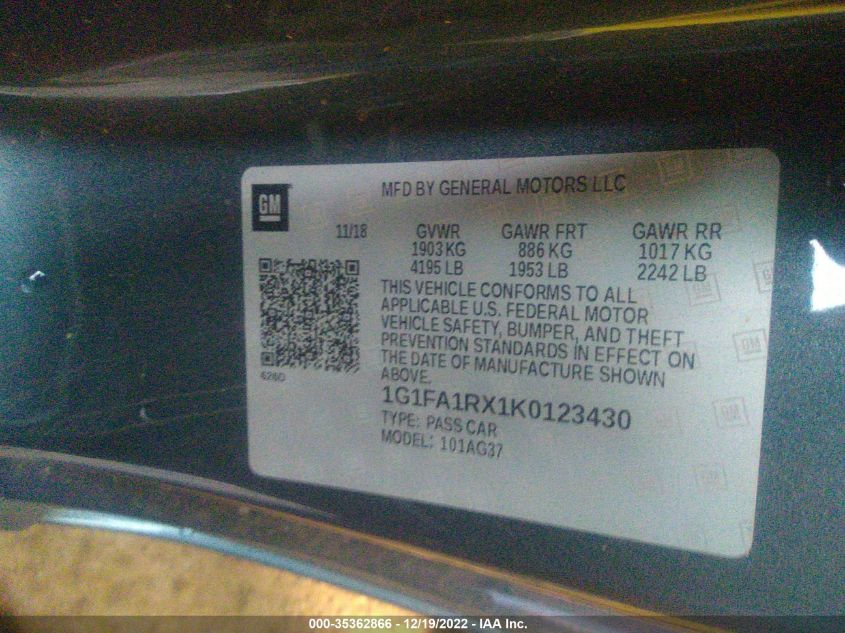 MFD BY GENERAL MOTORS LLC
GM
11/18 GVWR GAWR FRT GAWR RR
1903 KG 886 KG 1017 KG
4195 LB 1953 LB 2242 LB
THIS VEHICLE CONFORMS TO ALL
APPLICABLE U.S. FEDERAL MOTOR
VEHICLE SAFETY, BUMPER, AND THEFT
PREVENTION STANDARDS IN EFFECT ON
THE DATE OF MANUFACTURE SHOWN
ABOVE.
626D
1G1FA1RX1K0123430
TYPE: PASS CAR
MODEL: 101AG37
000-35362866 - 12/19/2022 - IAA Inc.